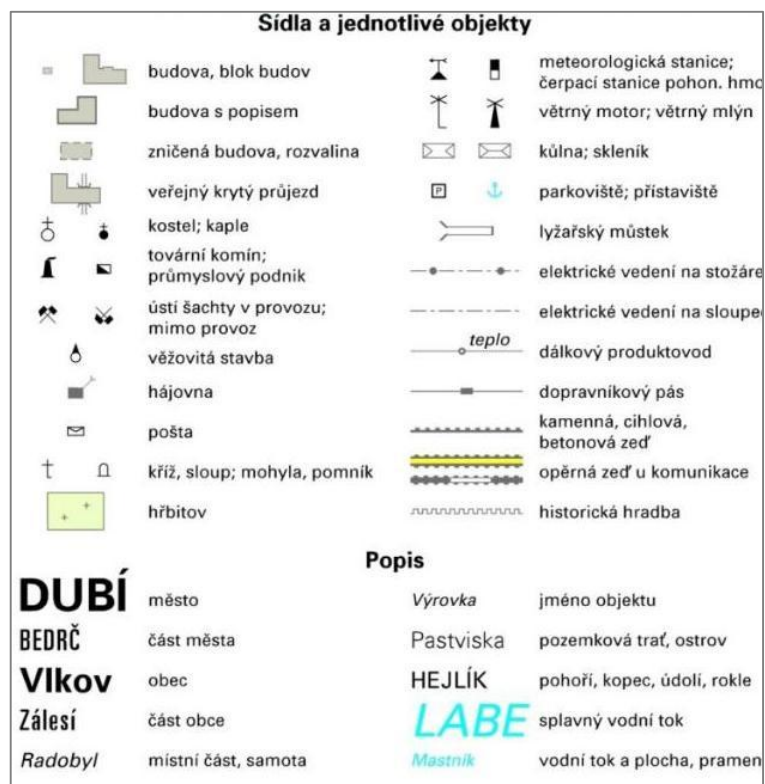 Sídla a jednotlivé objekty
budova, blok budov
budova s popisem
zničená budova, rozvalina
veřejný krytý průjezd
kostel; kaple
tovární komín;
průmyslový podnik
ústí šachty v provozu;
mimo provoz
věžovitá stavba
hájovna
pošta
kříž, sloup; mohyla, pomník
hřbitov
meteorologická stanice;
čerpací stanice pohon. hmo
větrný motor; větrný mlýn
kůlna; skleník
P
parkoviště; přístaviště
lyžařský můstek
elektrické vedení na stožáre
elektrické vedení na sloupe
teplo
dálkový produktovod
dopravníkový pás
kamenná, cihlová,
betonová zeď
opěrná zeď u komunikace
historická hradba
Popis
DUBÍ město
BEDRČ část města
Vlkov obec
Zálesí část obce
Radobyl místní část, samota
Výrovka jméno objektu
Pastviska pozemková trať, ostrov
HEJLÍK pohoří, kopec, údolí, rokle
LABE splavný vodní tok
Mastník vodní tok a plocha, pramen